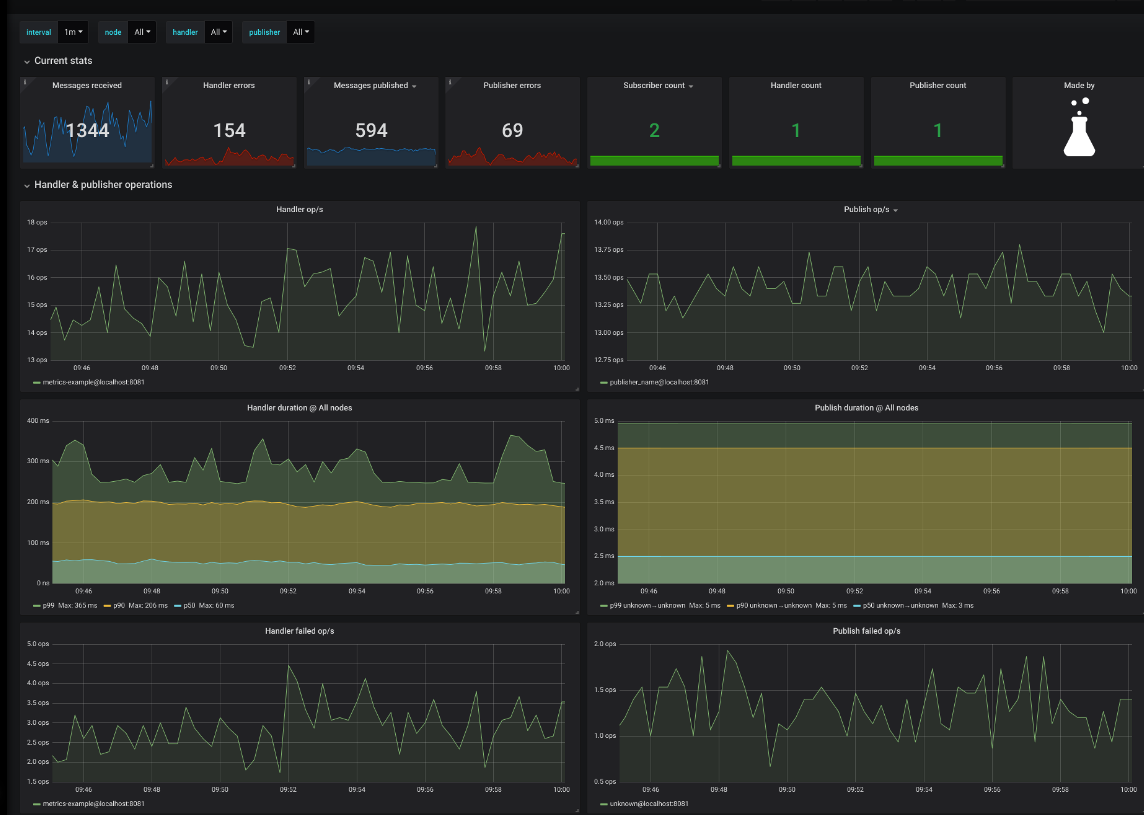 interval 1m node All handler All publisher All
Current stats
Messages received Handler errors Messages published Publisher errors Subscriber count Handler count Publisher count Made by
1344 154 594 69 2 1 1
Handler & publisher operations
Handler op/s
18 ops
17 ops
16 ops
15 ops
14 ops
13 ops
09:46 09:48 09:50 09:52 09:54 09:56 09:58 10:00
metrics-example@localhost:8081
Publish op/s
14.00 ops
13.75 ops
13.50 ops
13.25 ops
13.00 ops
12.75 ops
09:46 09:48 09:50 09:52 09:54 09:56 09:58 10:00
publisher_name@localhost:8081
Handler duration @ All nodes
400 ms
300 ms
200 ms
100 ms
0 ns
09:46 09:48 09:50 09:52 09:54 09:56 09:58 10:00
p99 Max: 365 ms p90 Max: 206 ms p50 Max: 60 ms
Publish duration @ All nodes
5.0 ms
4.5 ms
4.0 ms
3.5 ms
3.0 ms
2.5 ms
2.0 ms
09:46 09:48 09:50 09:52 09:54 09:56 09:58 10:00
p99 unknown→unknown Max: 5 ms p90 unknown→unknown Max: 5 ms p50 unknown→unknown Max: 3 ms
Handler failed op/s
5.0 ops
4.5 ops
4.0 ops
3.5 ops
3.0 ops
2.5 ops
2.0 ops
1.5 ops
09:46 09:48 09:50 09:52 09:54 09:56 09:58 10:00
metrics-example@localhost:8081
Publish failed op/s
2.0 ops
1.5 ops
1.0 ops
0.5 ops
09:46 09:48 09:50 09:52 09:54 09:56 09:58 10:00
unknown@localhost:8081